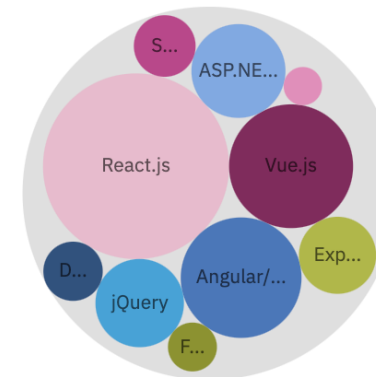 S...
ASP.NE...
React.js
Vue.js
Exp...
D...
Angular/...
jQuery
F...